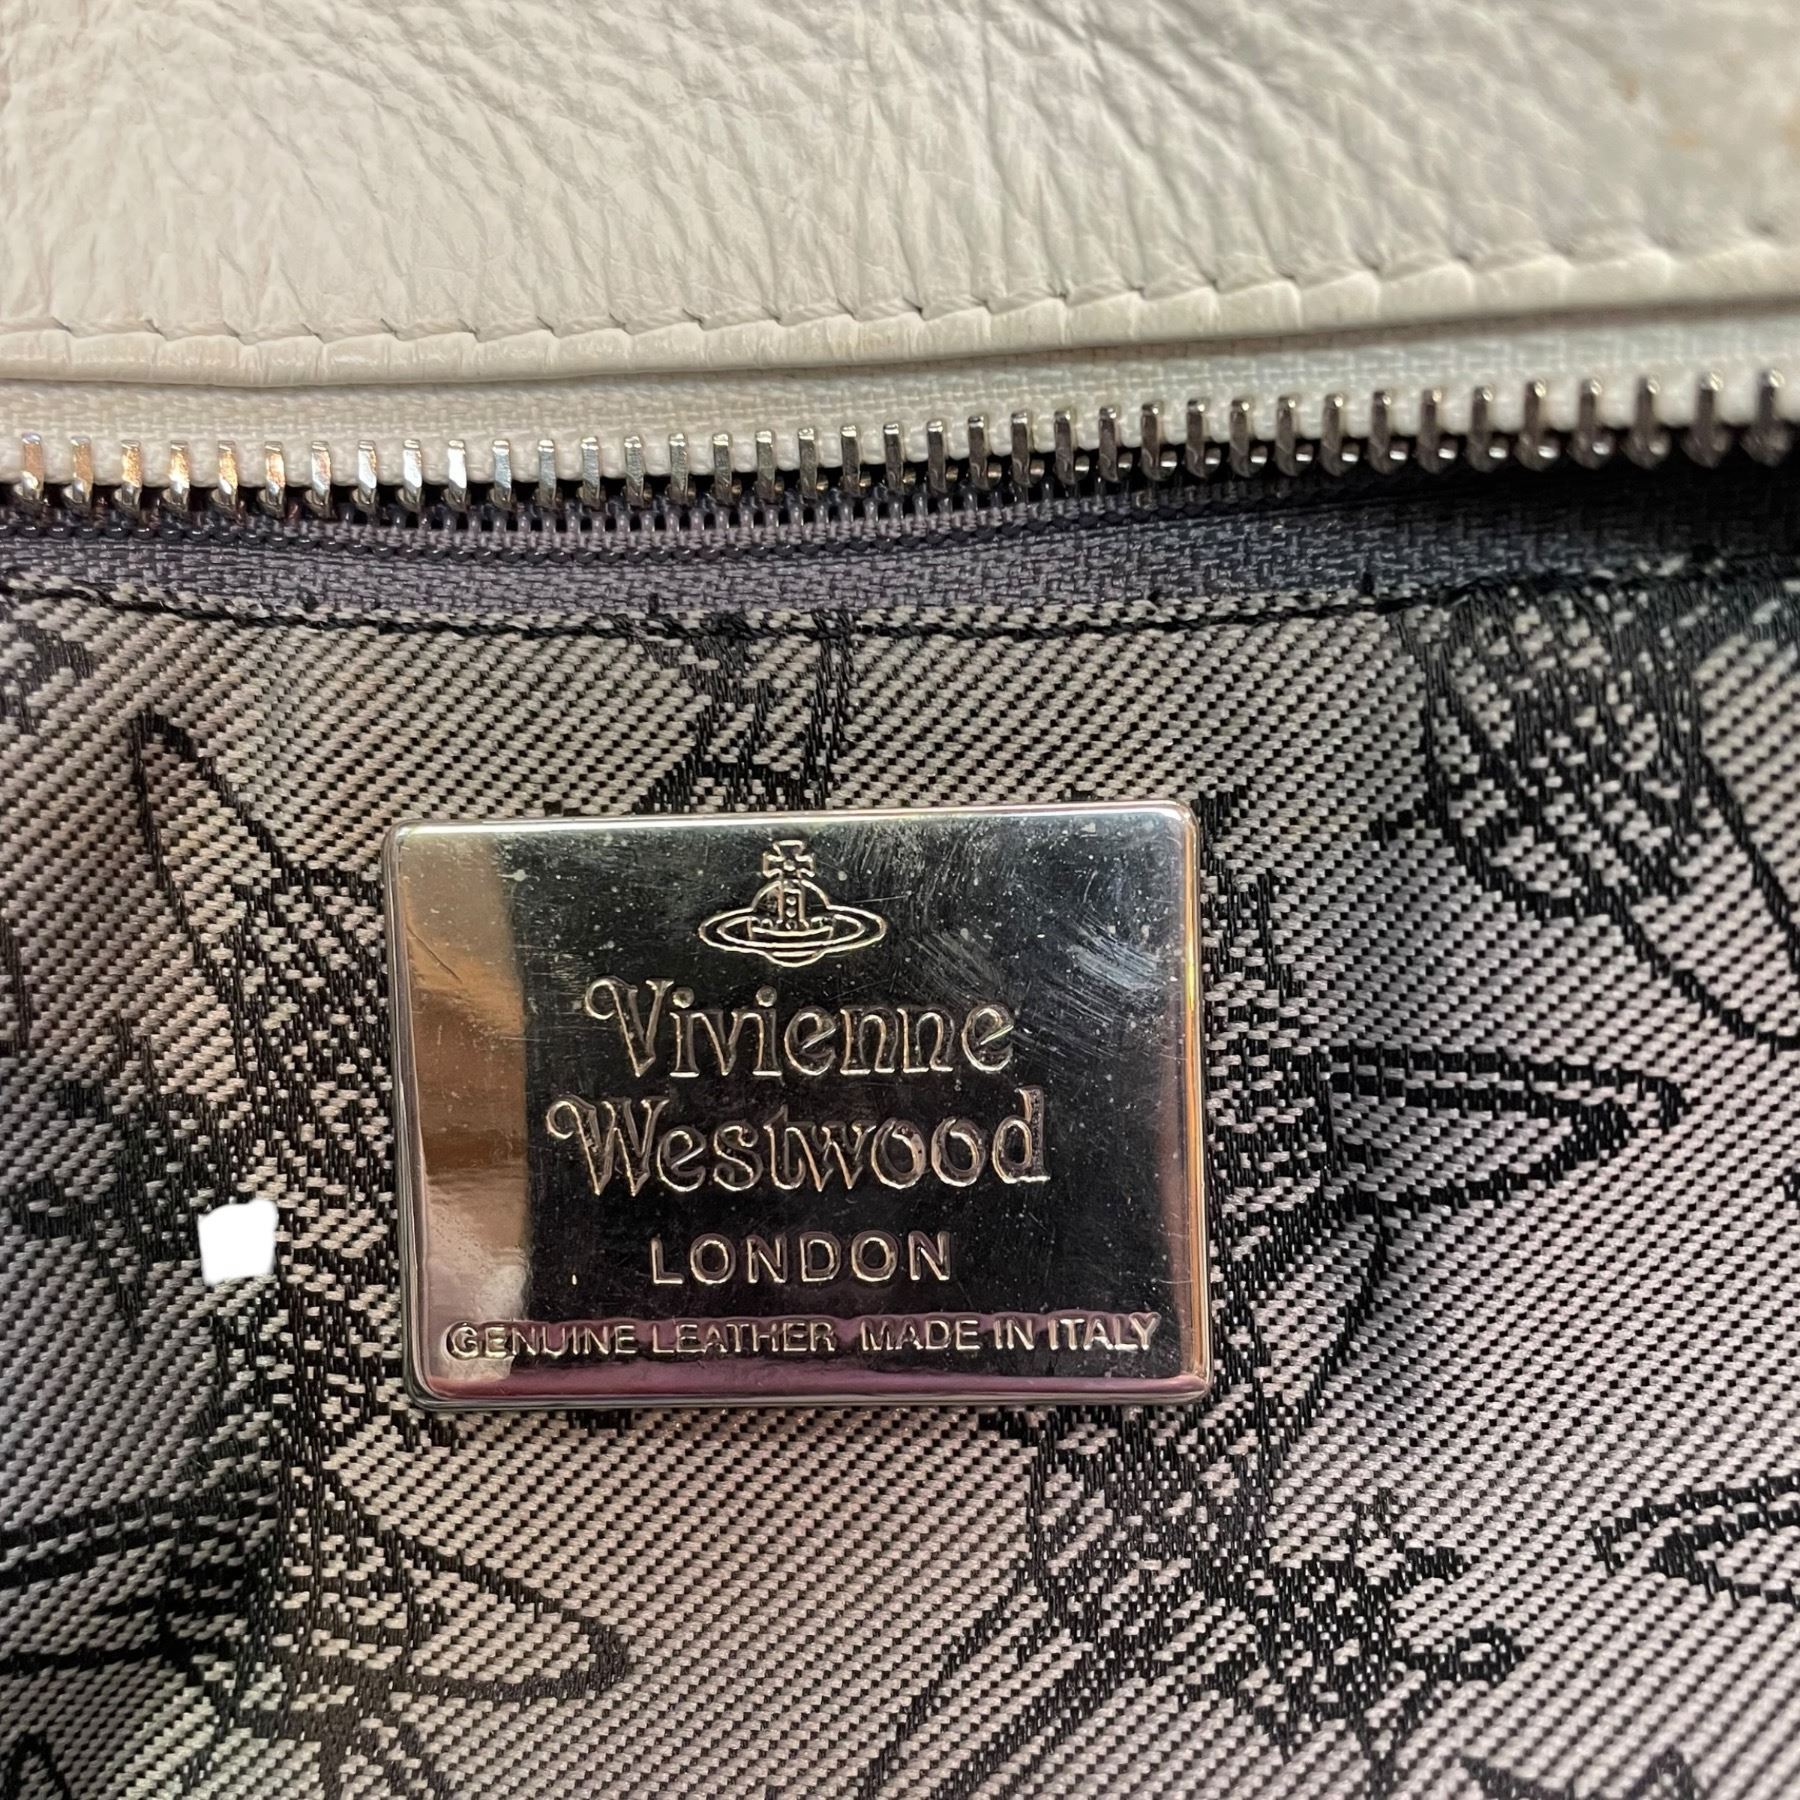 Vivienne
Westwood
LONDON
GENUINE LEATHER MADE IN ITALY